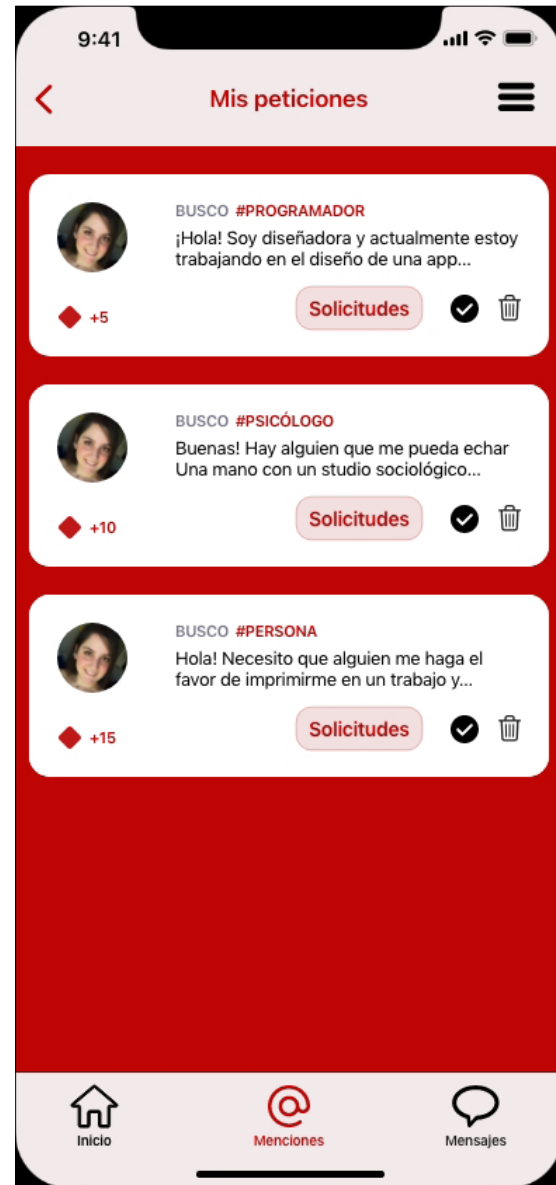 9:41
Mis peticiones
BUSCO #PROGRAMADOR
¡Hola! Soy diseñadora y actualmente estoy
trabajando en el diseño de una app...
+5
Solicitudes
BUSCO #PSICÓLOGO
Buenas! Hay alguien que me pueda echar
Una mano con un studio sociológico...
+10
Solicitudes
BUSCO #PERSONA
Hola! Necesito que alguien me haga el
favor de imprimirme en un trabajo y...
+15
Solicitudes
Inicio
Menciones
Mensajes